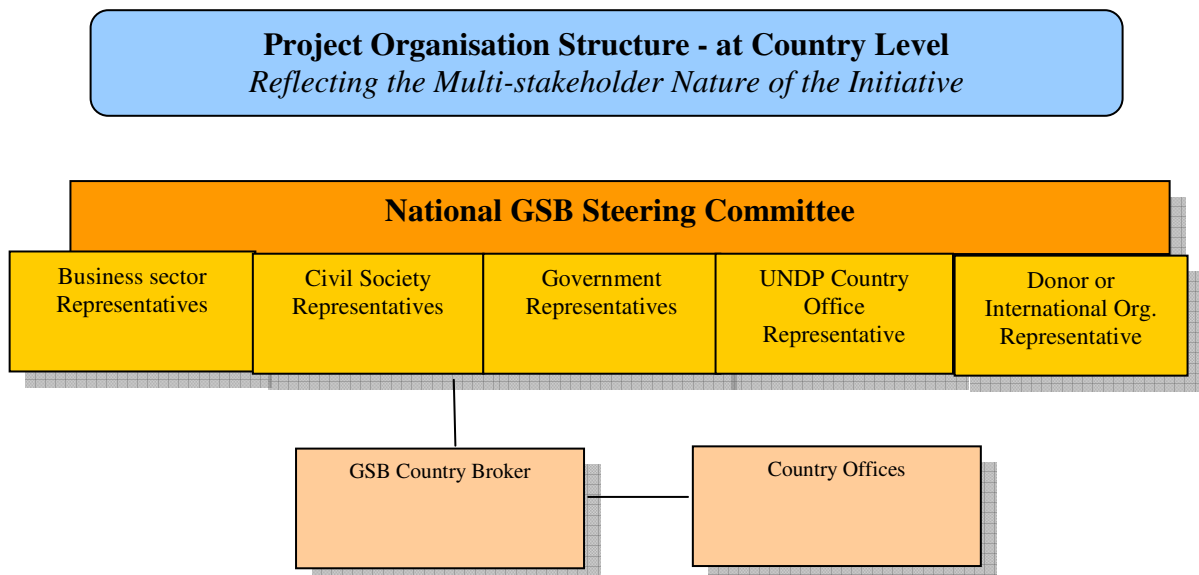 Project Organisation Structure - at Country Level
Reflecting the Multi-stakeholder Nature of the Initiative
National GSB Steering Committee
Business sector
Representatives
Civil Society
Representatives
Government
Representatives
UNDP Country
Office
Representative
Donor or
International Org.
Representative
GSB Country Broker
Country Offices